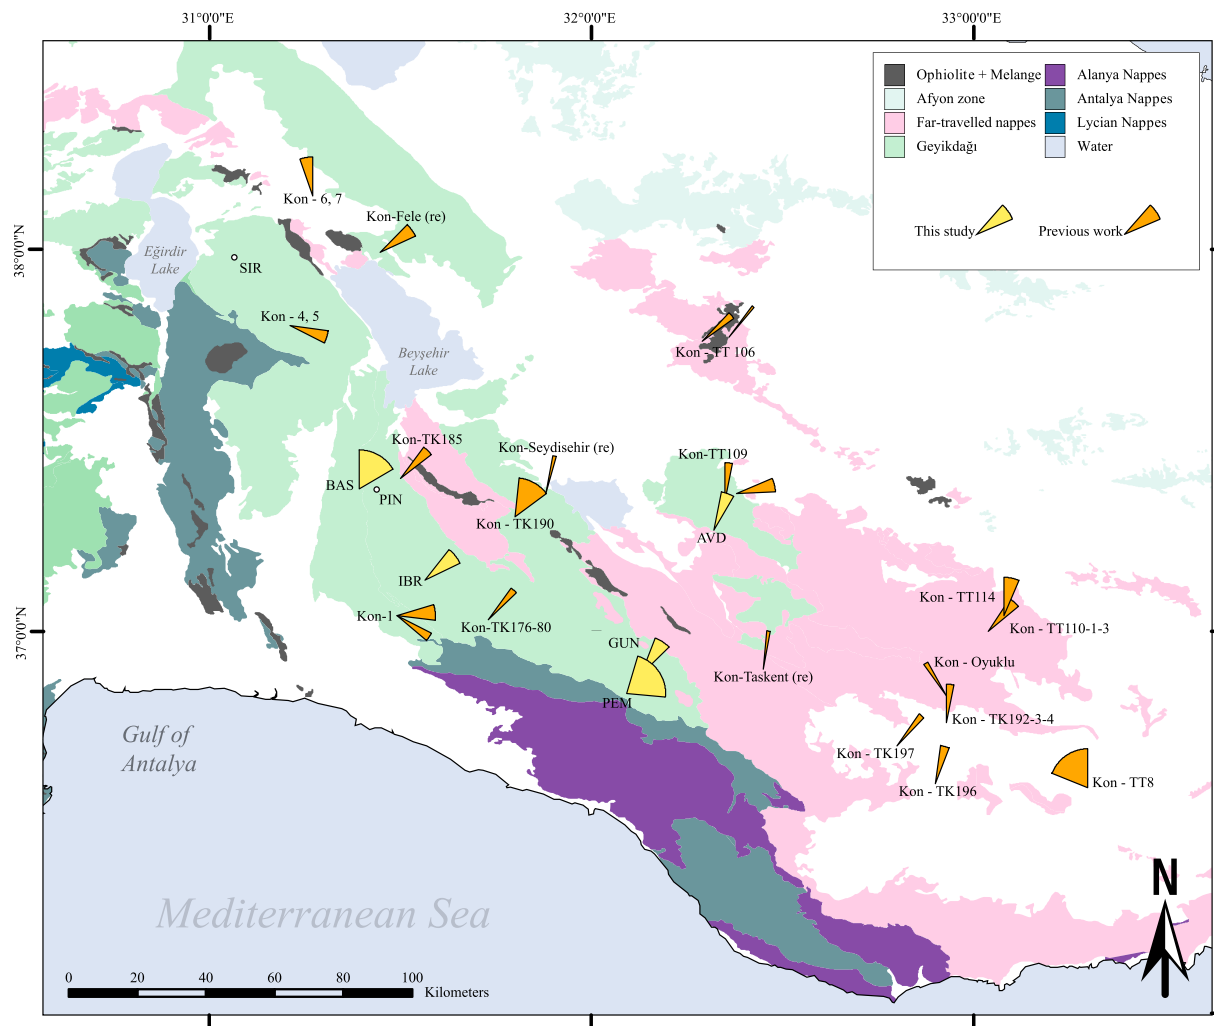 31°0'0"E
32°0'0"E
33°0'0"E
38°0'0"N
37°0'0"N
Ophiolite + Melange
Afyon zone
Far-travelled nappes
Geyikdağı
Alanya Nappes
Antalya Nappes
Lycian Nappes
Water
This study
Previous work
Kon - 6, 7
Kon-Fele (re)
Eğirdir
Lake
SIR
Kon - 4, 5
Beyşehir
Lake
Kon - TT 106
Kon-TK185
Kon-Seydisehir (re)
Kon-TT109
BAS
PIN
Kon - TK190
AVD
IBR
Kon-1
Kon-TK176-80
GUN
PEM
Kon-Taskent (re)
Kon - TT114
Kon - TT110-1-3
Kon - Oyuklu
Kon - TK192-3-4
Kon - TK197
Kon - TK196
Kon - TT8
Gulf of
Antalya
Mediterranean Sea
N
0 20 40 60 80 100
Kilometers